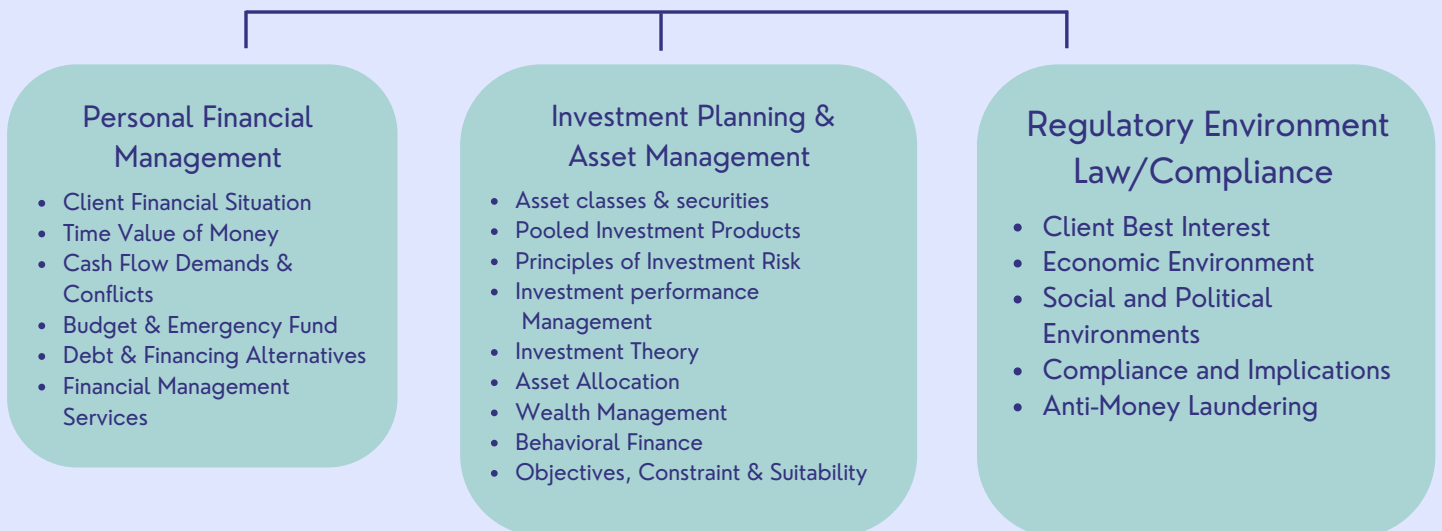 Personal Financial
Management
• Client Financial Situation
• Time Value of Money
• Cash Flow Demands &
Conflicts
• Budget & Emergency Fund
• Debt & Financing Alternatives
• Financial Management
Services
Investment Planning &
Asset Management
• Asset classes & securities
• Pooled Investment Products
• Principles of Investment Risk
• Investment performance
Management
• Investment Theory
• Asset Allocation
• Wealth Management
• Behavioral Finance
• Objectives, Constraint & Suitability
Regulatory Environment
Law/Compliance
• Client Best Interest
• Economic Environment
• Social and Political
Environments
• Compliance and Implications
• Anti-Money Laundering